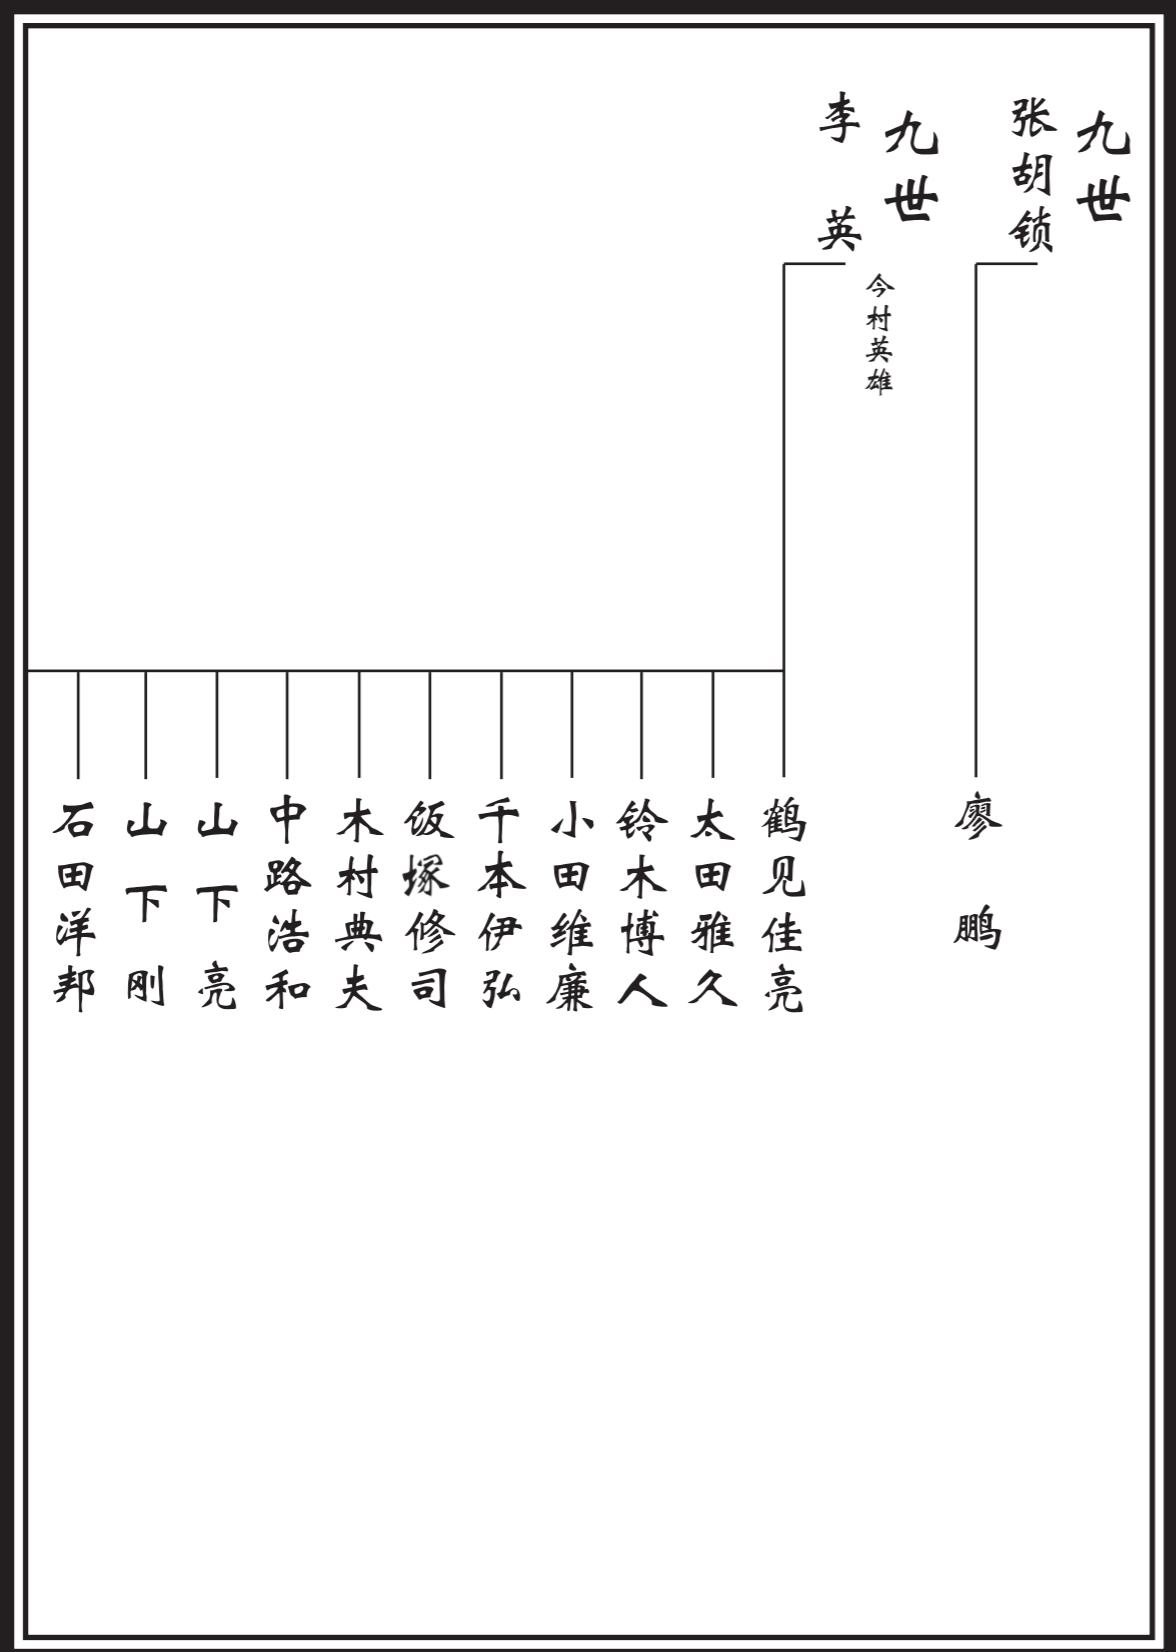 九世
张胡锁
廖鹏
九世
李英
今村英雄
鹤见佳亮
太田雅久
铃木博人
小田维廉
千本伊弘
饭塚修司
木村典夫
中路浩和
山下亮
山下刚
石田洋邦